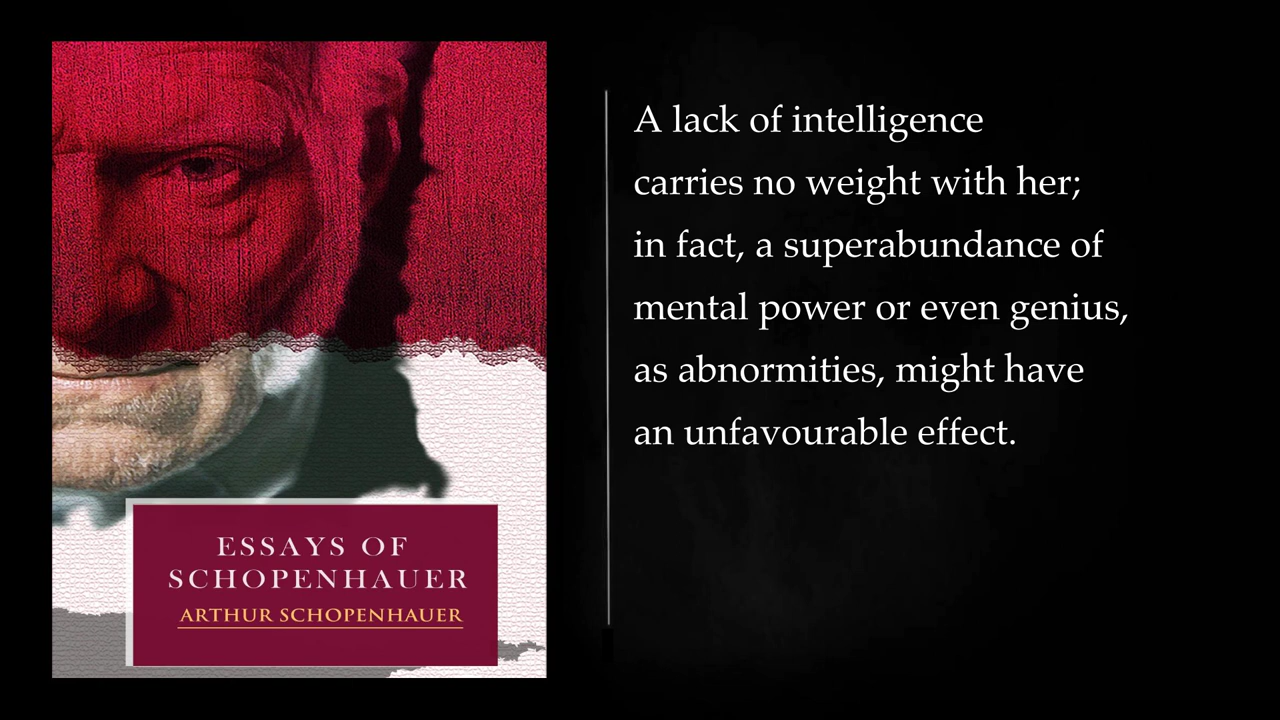 ESSAYS OF
SCHOPENHAUER
ARTHUR SCHOPENHAUER
A lack of intelligence
carries no weight with her;
in fact, a superabundance of
mental power or even genius,
as abnormities, might have
an unfavourable effect.